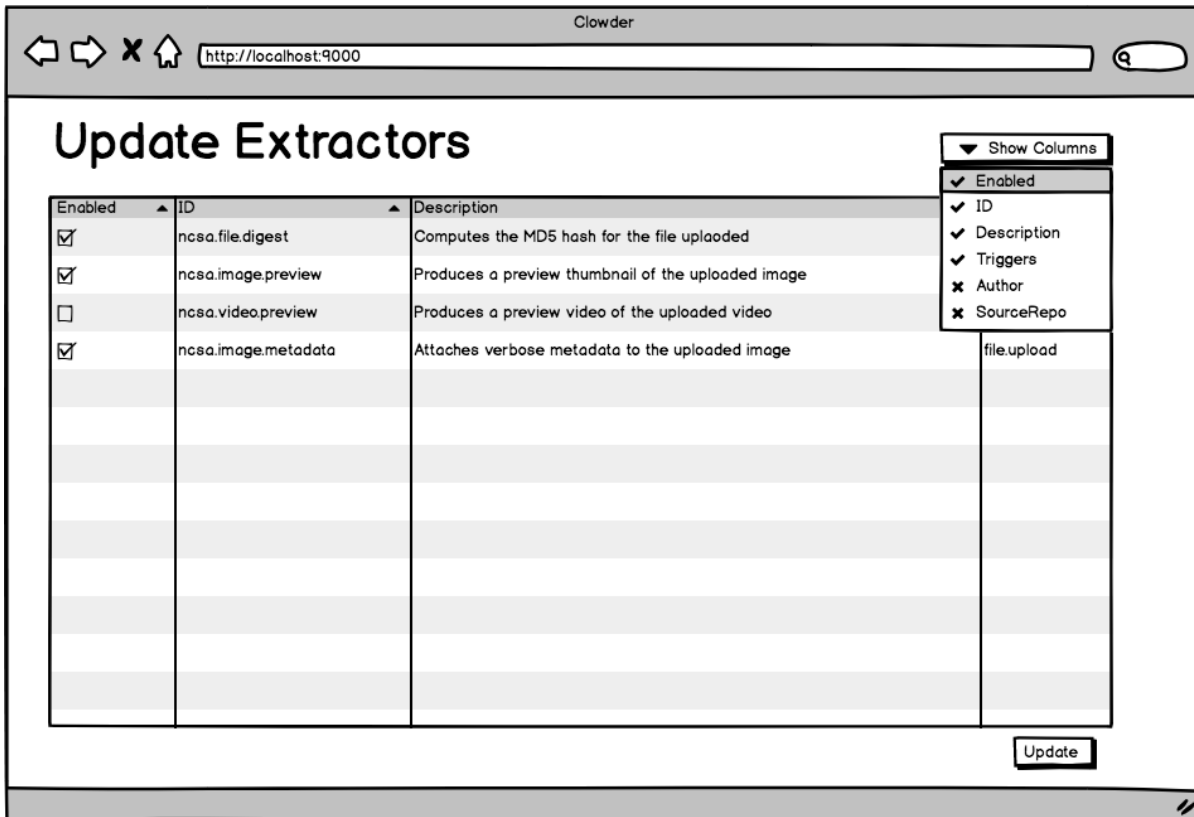 Clowder
http://localhost:9000
Update Extractors
Show Columns
Enabled
ID
Description
Triggers
Author
SourceRepo
Enabled ID Description
ncsa.file.digest Computes the MD5 hash for the file uplaoded
ncsa.image.preview Produces a preview thumbnail of the uploaded image
ncsa.video.preview Produces a preview video of the uploaded video
ncsa.image.metadata Attaches verbose metadata to the uploaded image file.upload
Update